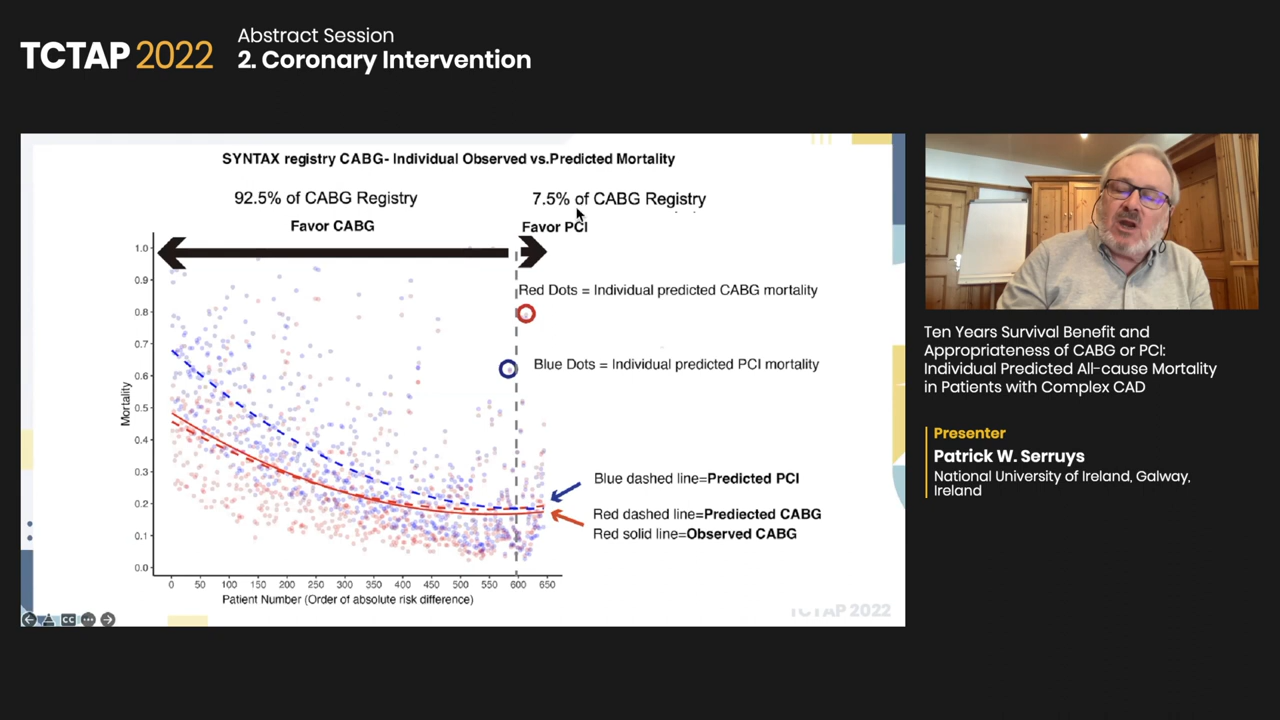 TCTAP 2022
Abstract Session
2. Coronary Intervention
SYNTAX registry CABG- Individual Observed vs.Predicted Mortality
92.5% of CABG Registry
7.5% of CABG Registry
Favor CABG
Favor PCI
Red Dots = Individual predicted CABG mortality
Blue Dots = Individual predicted PCI mortality
Blue dashed line=Predicted PCI
Red dashed line=Prediected CABG
Red solid line=Observed CABG
Mortality
1.0
0.9
0.8
0.7
0.6
0.5
0.4
0.3
0.2
0.1
0.0
0 50 100 150 200 250 300 350 400 450 500 550 600 650
Patient Number (Order of absolute risk difference)
TCTAP 2022
CC
Ten Years Survival Benefit and
Appropriateness of CABG or PCI:
Individual Predicted All-cause Mortality
in Patients with Complex CAD
Presenter
Patrick W. Serruys
National University of Ireland, Galway,
Ireland